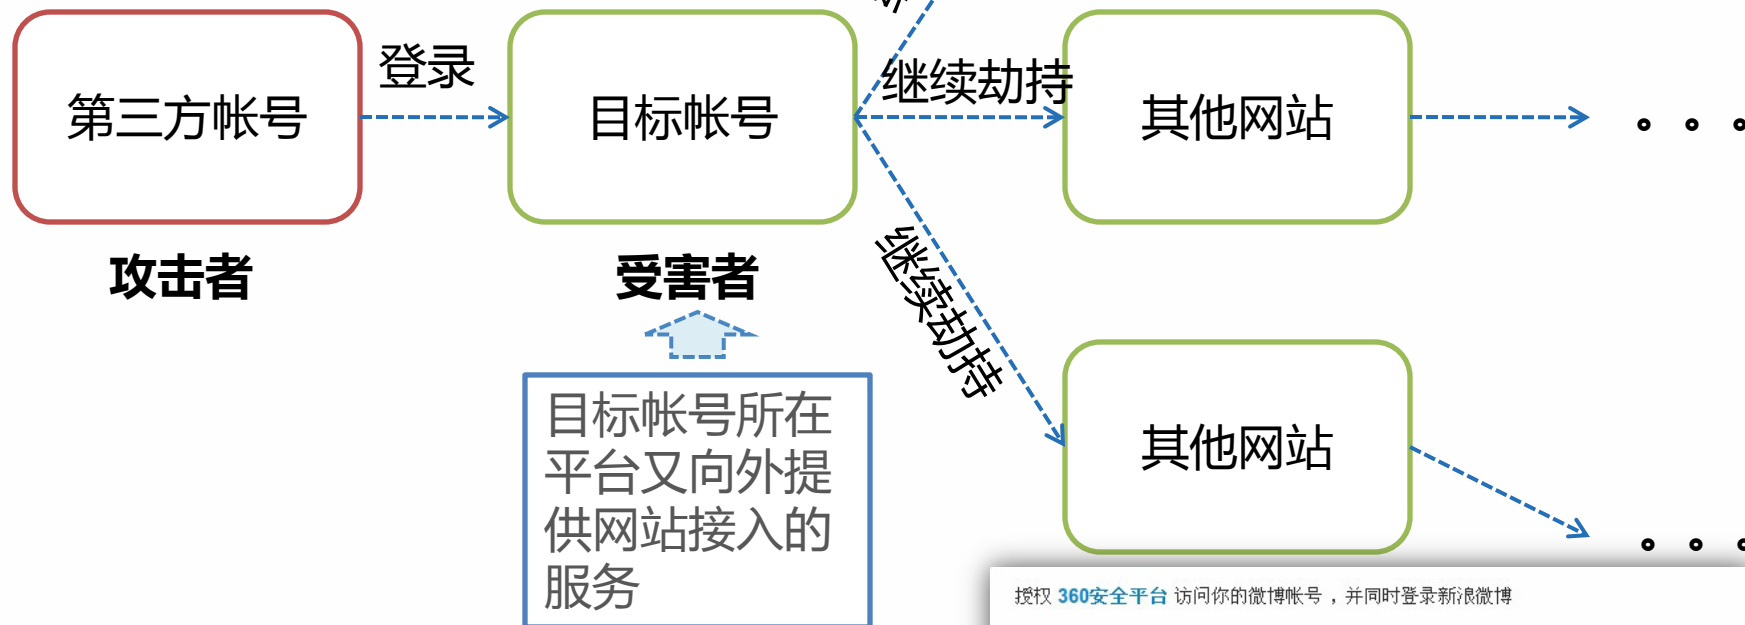 登录
继续劫持
第三方帐号
目标帐号
其他网站
。。。
攻击者
受害者
继续劫持
目标帐号所在
平台又向外提
供网站接入的
服务
其他网站
。。。
授权 360安全平台 访问你的微博帐号，并同时登录新浪微博